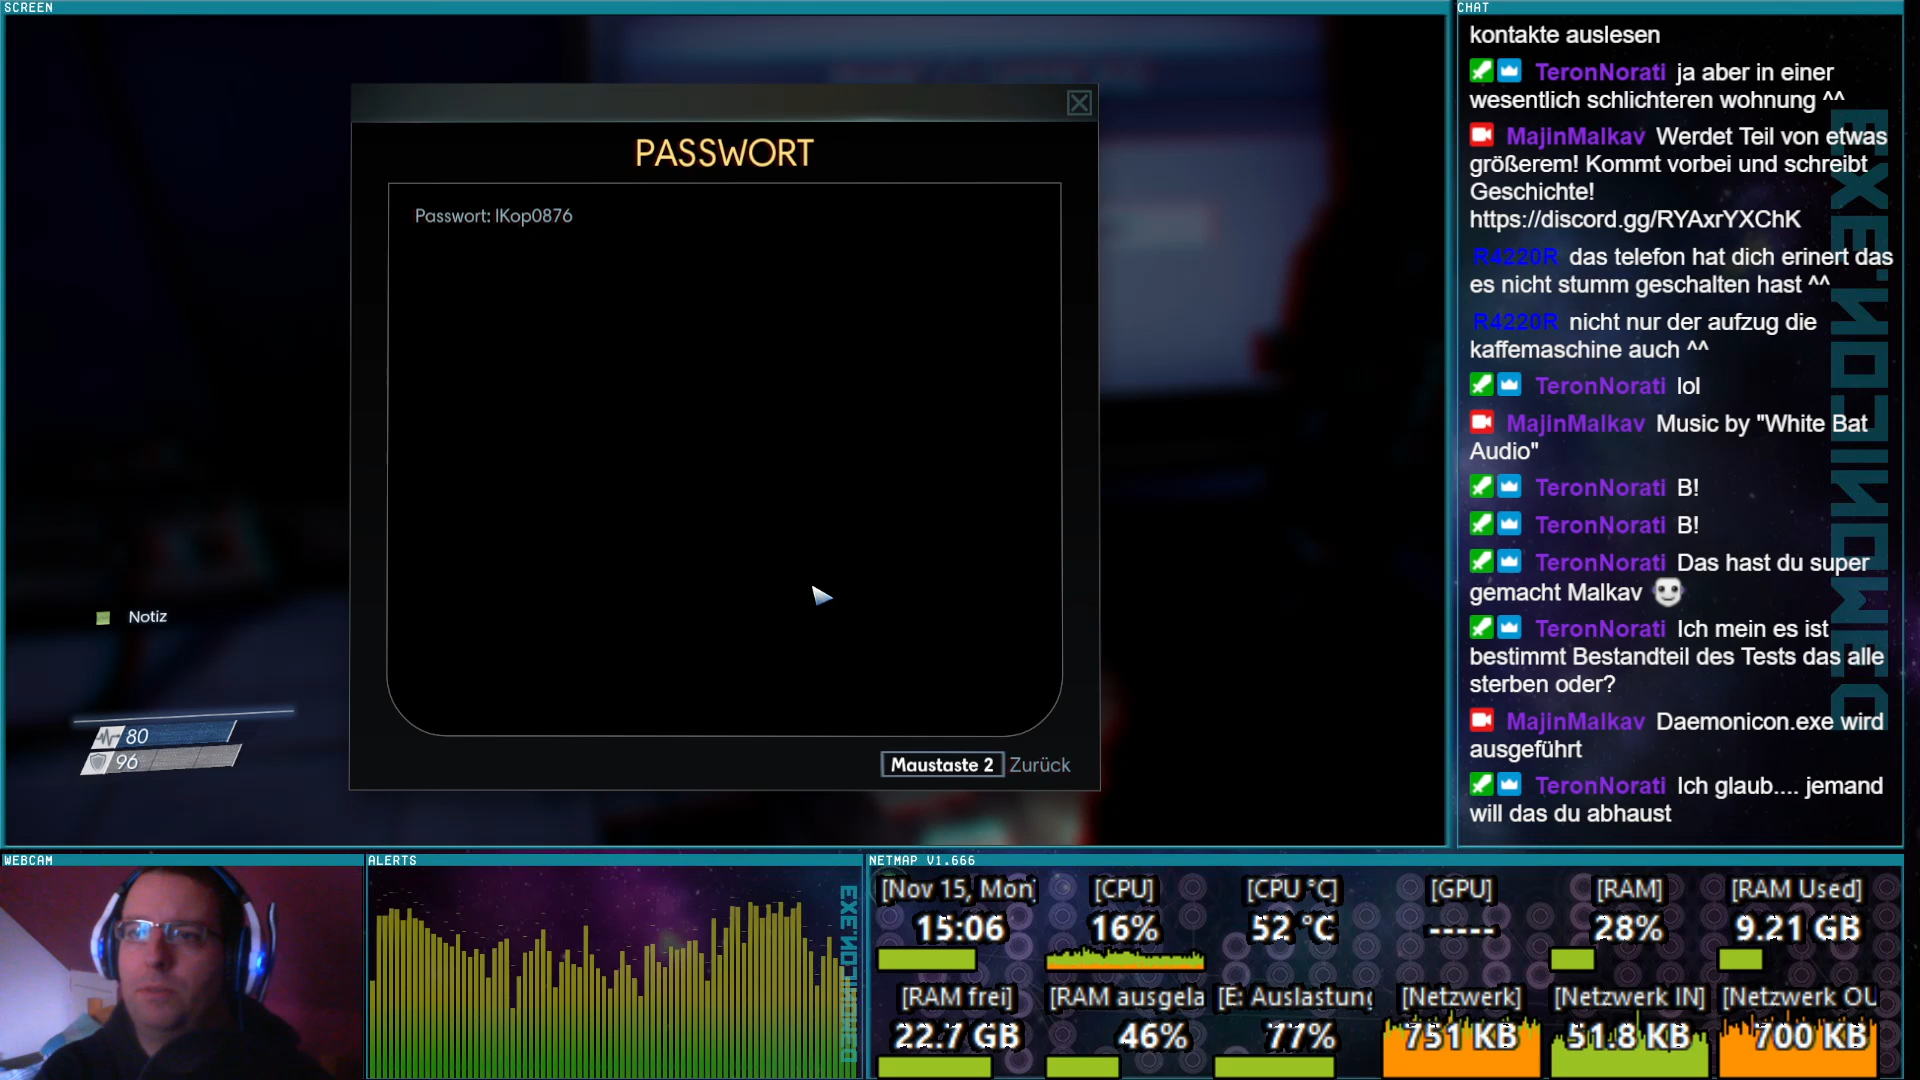 SCREEN
PASSWORT
Passwort: IKop0876
Notiz
80
96
Maustaste 2 Zurück
CHAT
kontakte auslesen
TeronNorati ja aber in einer
wesentlich schlichteren wohnung ^^
MajinMalkav Werdet Teil von etwas
größerem! Kommt vorbei und schreibt
Geschichte!
https://discord.gg/RYAxrYXChK
R4220R das telefon hat dich erinert das
es nicht stumm geschalten hast ^^
R4220R nicht nur der aufzug die
kaffemaschine auch ^^
TeronNorati lol
MajinMalkav Music by "White Bat
Audio"
TeronNorati B!
TeronNorati B!
TeronNorati Das hast du super
gemacht Malkav
TeronNorati Ich mein es ist
bestimmt Bestandteil des Tests das alle
sterben oder?
MajinMalkav Daemonicon.exe wird
ausgeführt
TeronNorati Ich glaub.... jemand
will das du abhaust
WEBCAM
ALERTS
NETMAP V1.666
[Nov 15, Mon]
15:06
[CPU]
16%
[CPU °C]
52 °C
[GPU]
-----
[RAM]
28%
[RAM Used]
9.21 GB
[RAM frei]
22.7 GB
[RAM ausgela
46%
[E: Auslastung
77%
[Netzwerk]
751 KB
[Netzwerk IN]
51.8 KB
[Netzwerk OU
700 KB